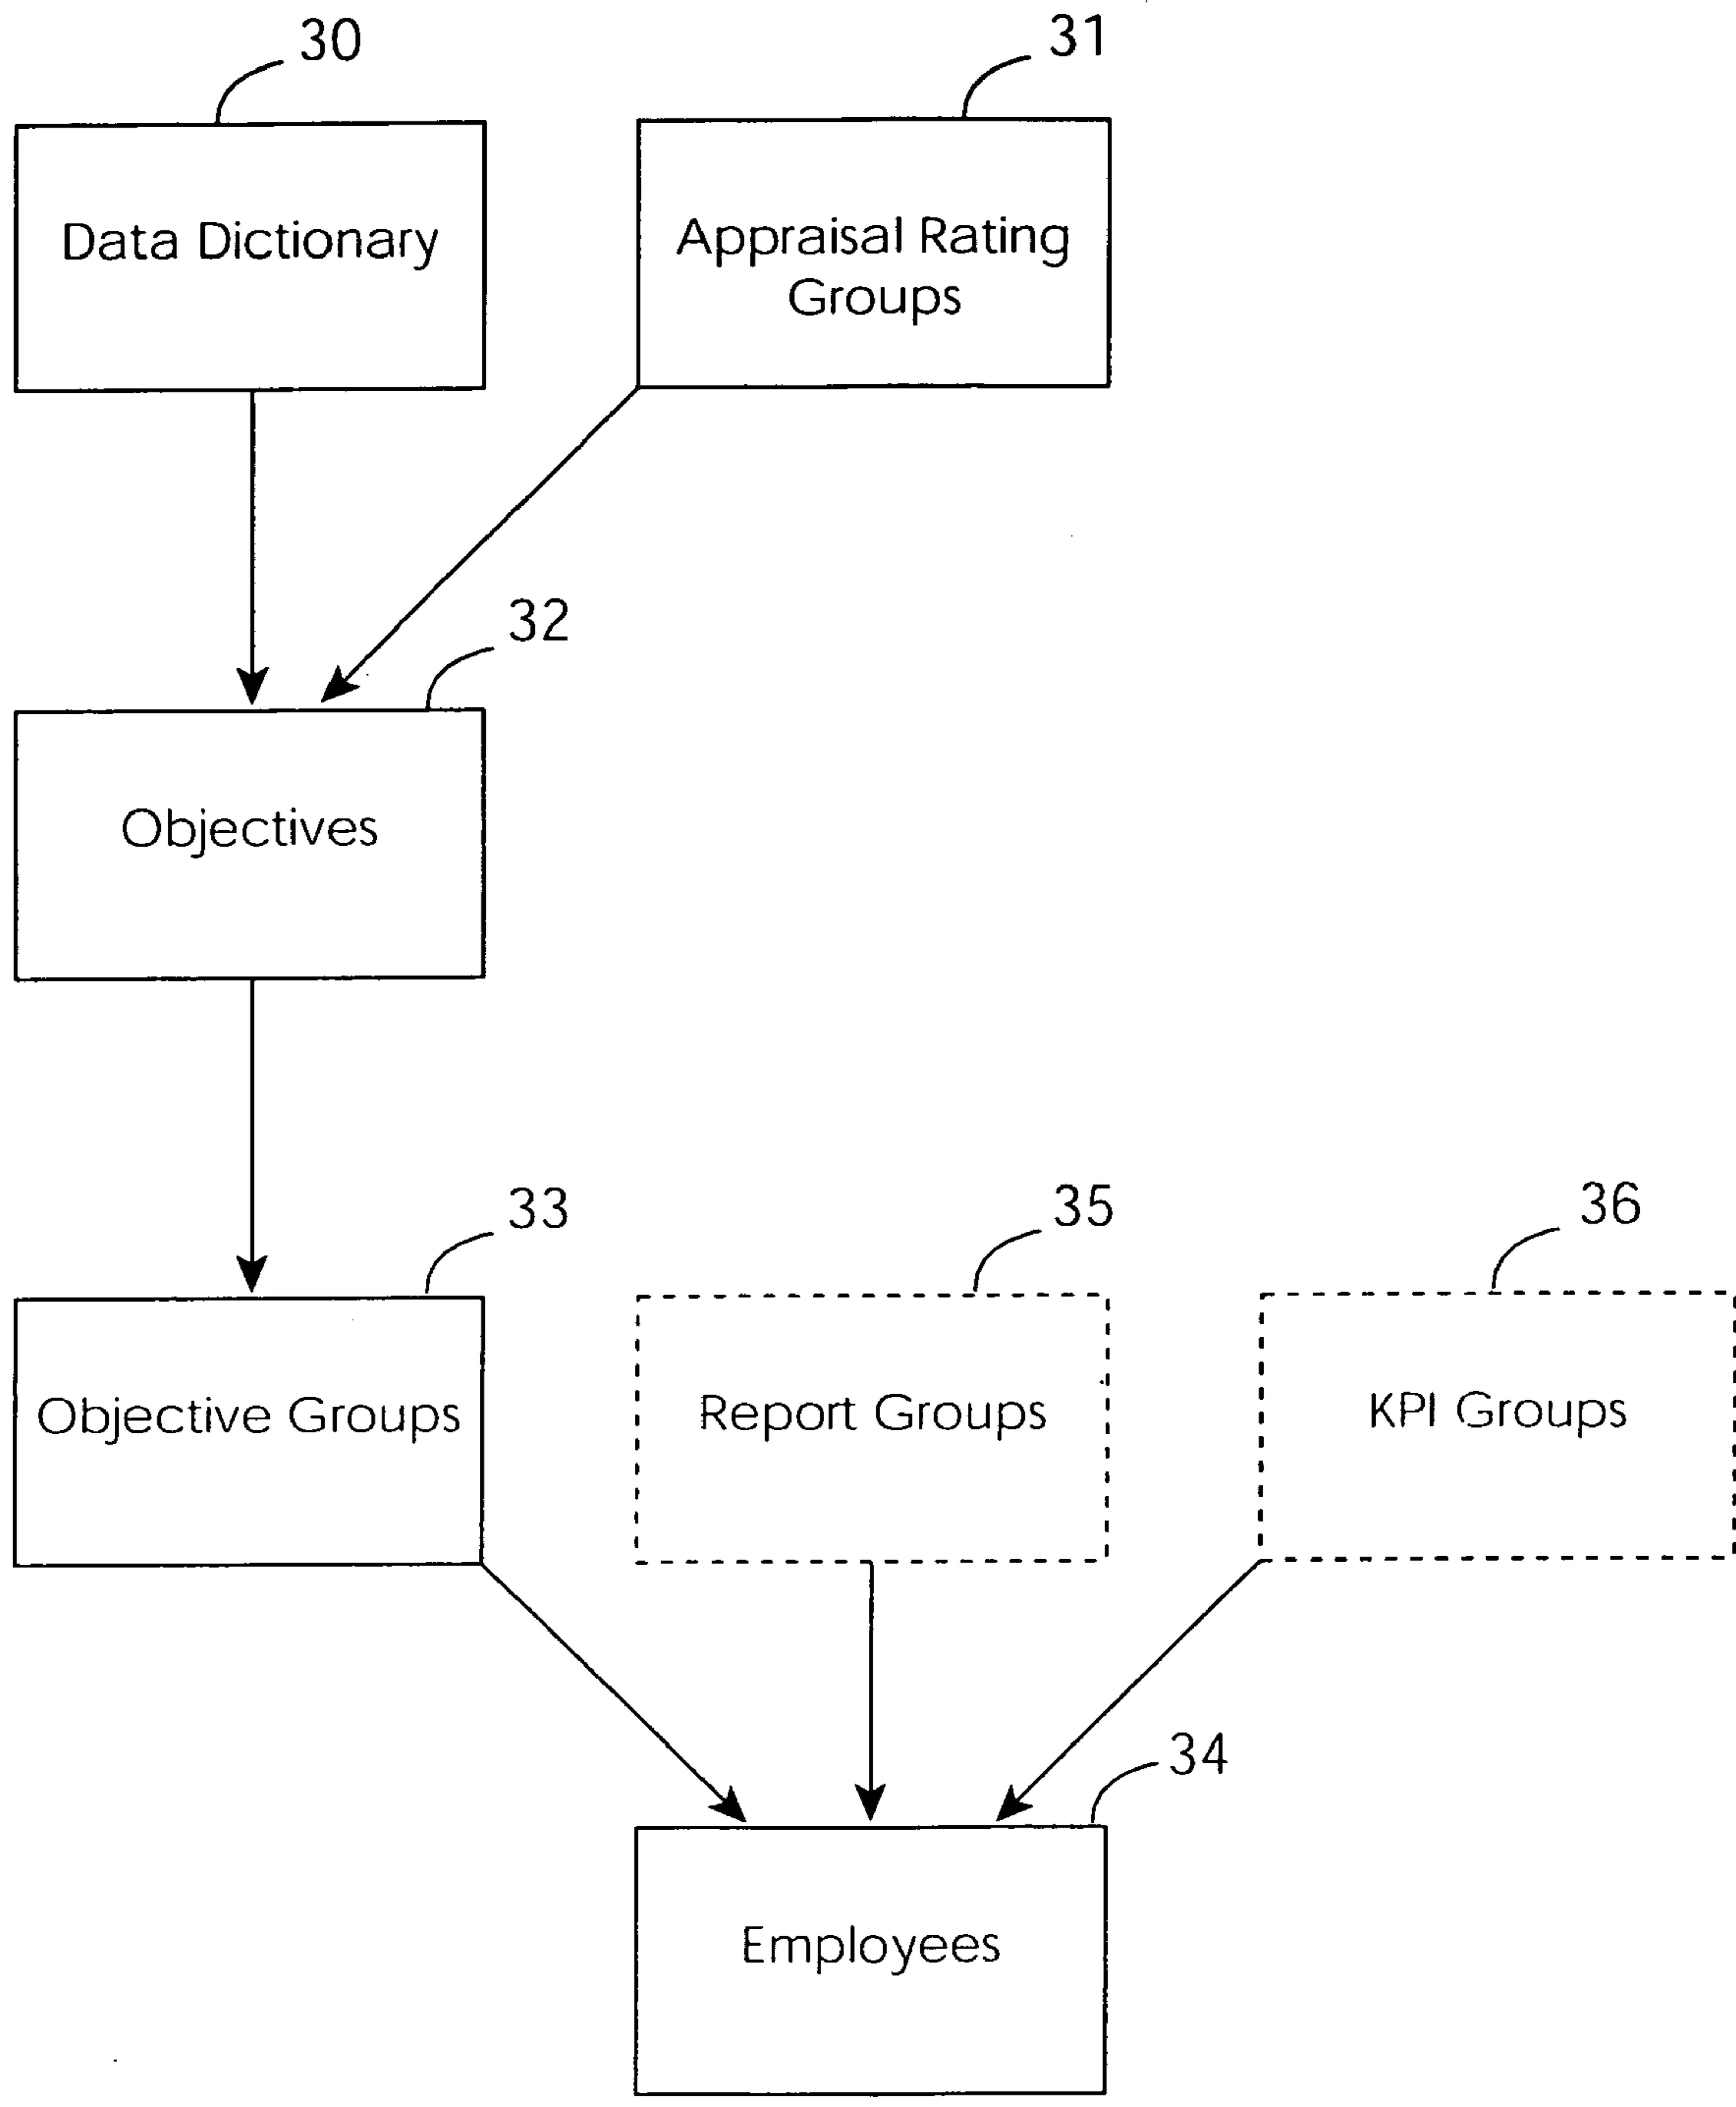 30
31
Data Dictionary
Appraisal Rating
Groups
32
Objectives
33
35
36
Objective Groups
Report Groups
KPI Groups
34
Employees